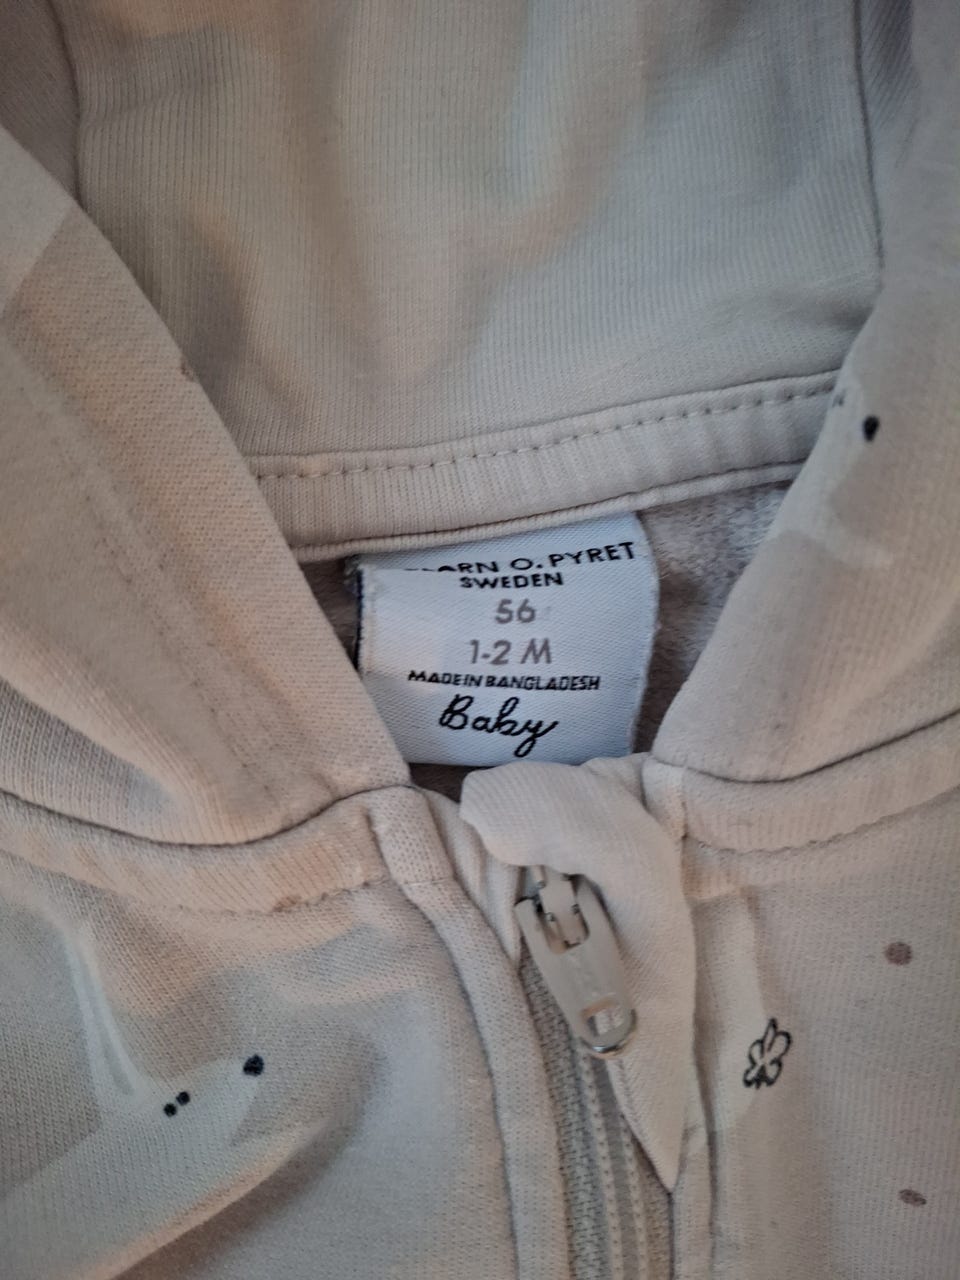 O. PYRET
SWEDEN
56
1-2 M
MADE IN BANGLADESH
Baby